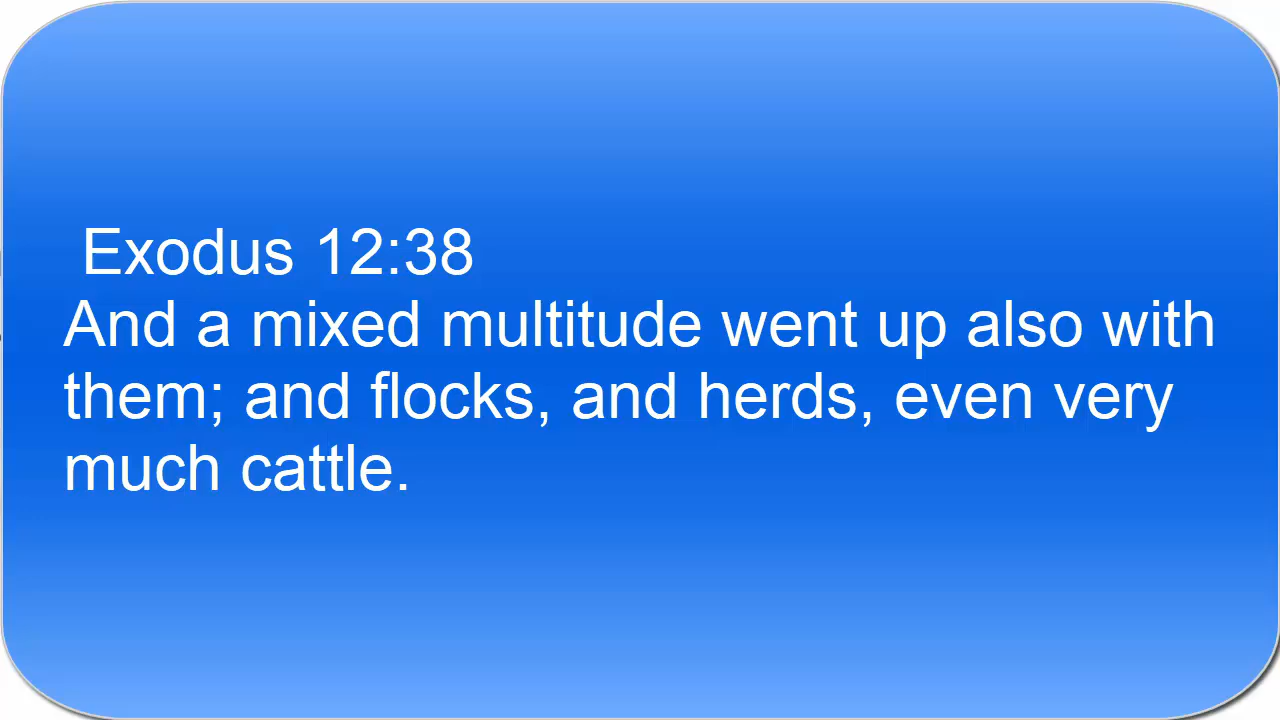 Exodus 12:38
And a mixed multitude went up also with
them; and flocks, and herds, even very
much cattle.